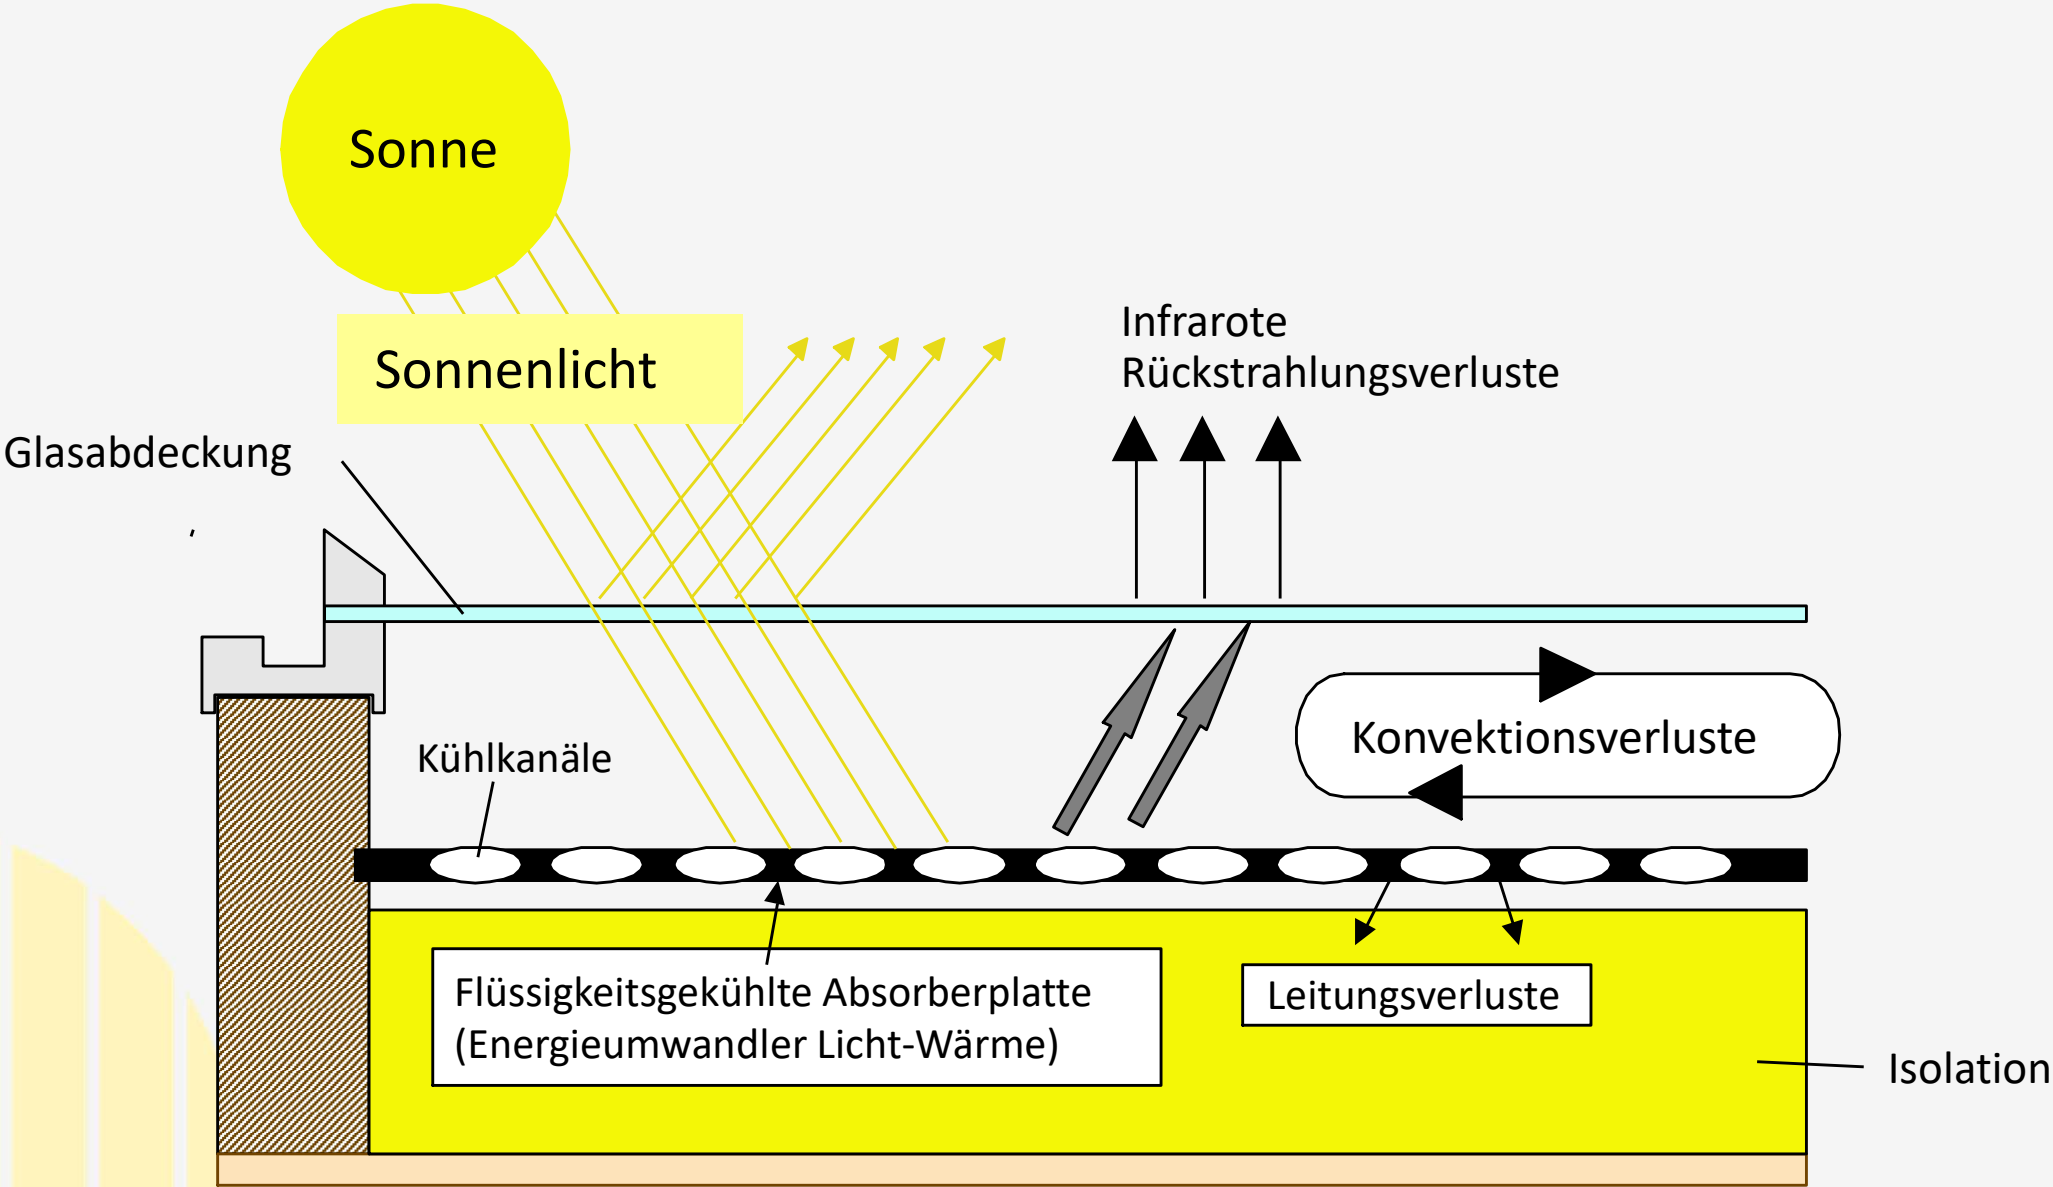 Sonne
Sonnenlicht
Infrarote
Rückstrahlungsverluste
Glasabdeckung
Konvektionsverluste
Kühlkanäle
Flüssigkeitsgekühlte Absorberplatte
(Energieumwandler Licht-Wärme)
Leitungsverluste
Isolation